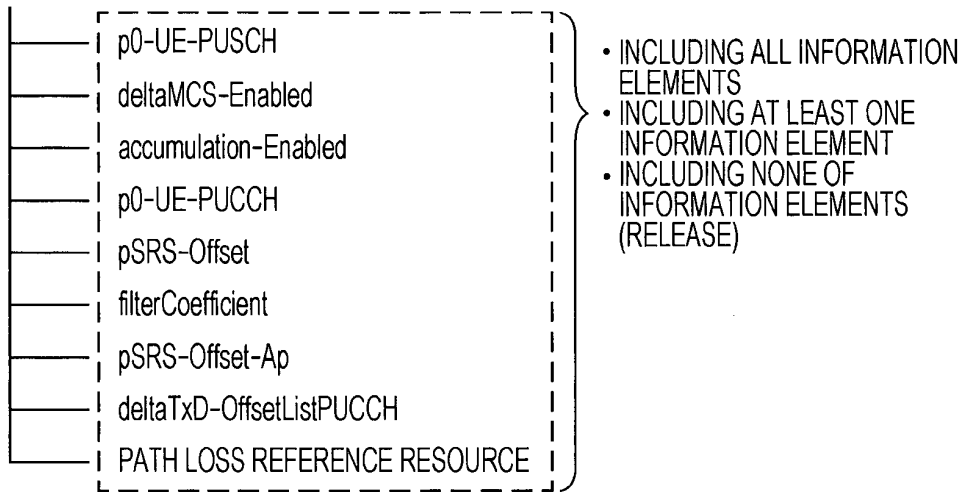 p0-UE-PUSCH
deltaMCS-Enabled
accumulation-Enabled
p0-UE-PUCCH
pSRS-Offset
filterCoefficient
pSRS-Offset-Ap
deltaTxD-OffsetListPUCCH
PATH LOSS REFERENCE RESOURCE
• INCLUDING ALL INFORMATION
ELEMENTS
• INCLUDING AT LEAST ONE
INFORMATION ELEMENT
• INCLUDING NONE OF
INFORMATION ELEMENTS
(RELEASE)